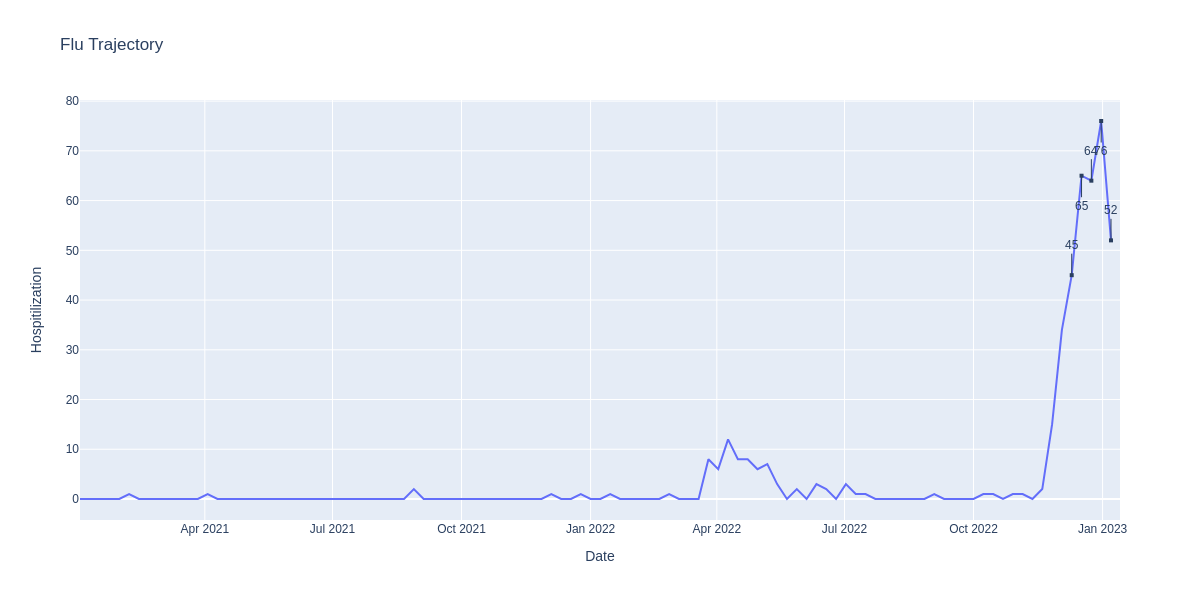 Flu Trajectory
80
70
60
50
40
30
20
10
0
Hospitilization
45
65
64
76
52
Apr 2021
Jul 2021
Oct 2021
Jan 2022
Apr 2022
Jul 2022
Oct 2022
Jan 2023
Date